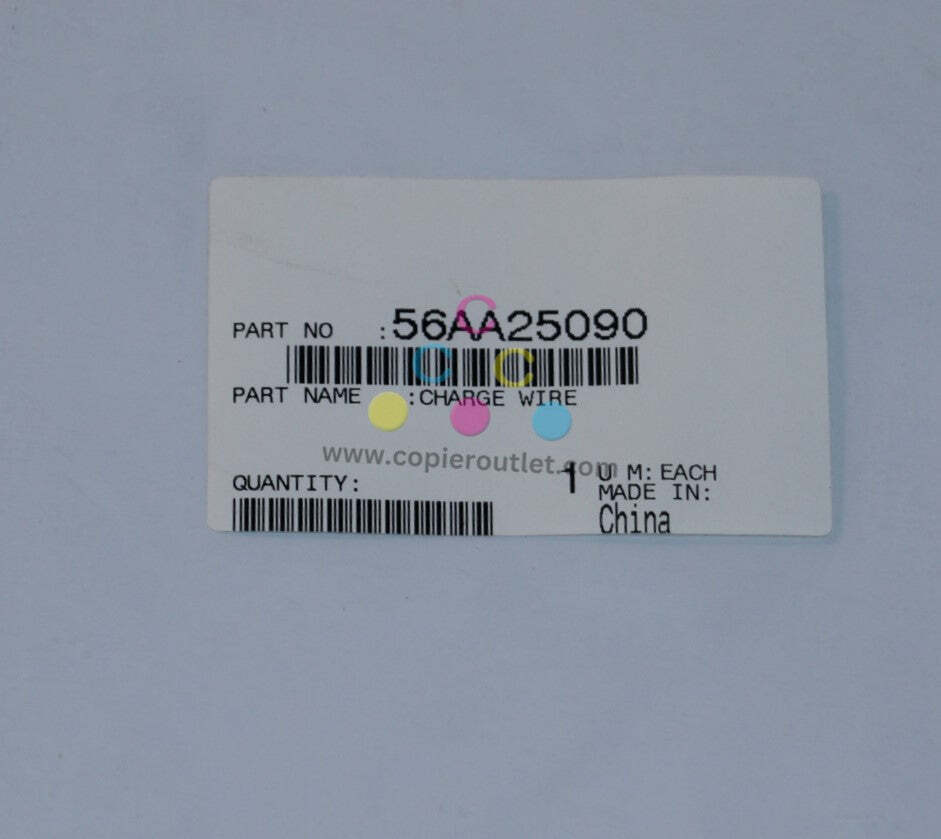 PART NO :56AA25090
PART NAME :CHARGE WIRE
C
C C
www.copieroutlet.com
QUANTITY: 1 U M: EACH
MADE IN:
China